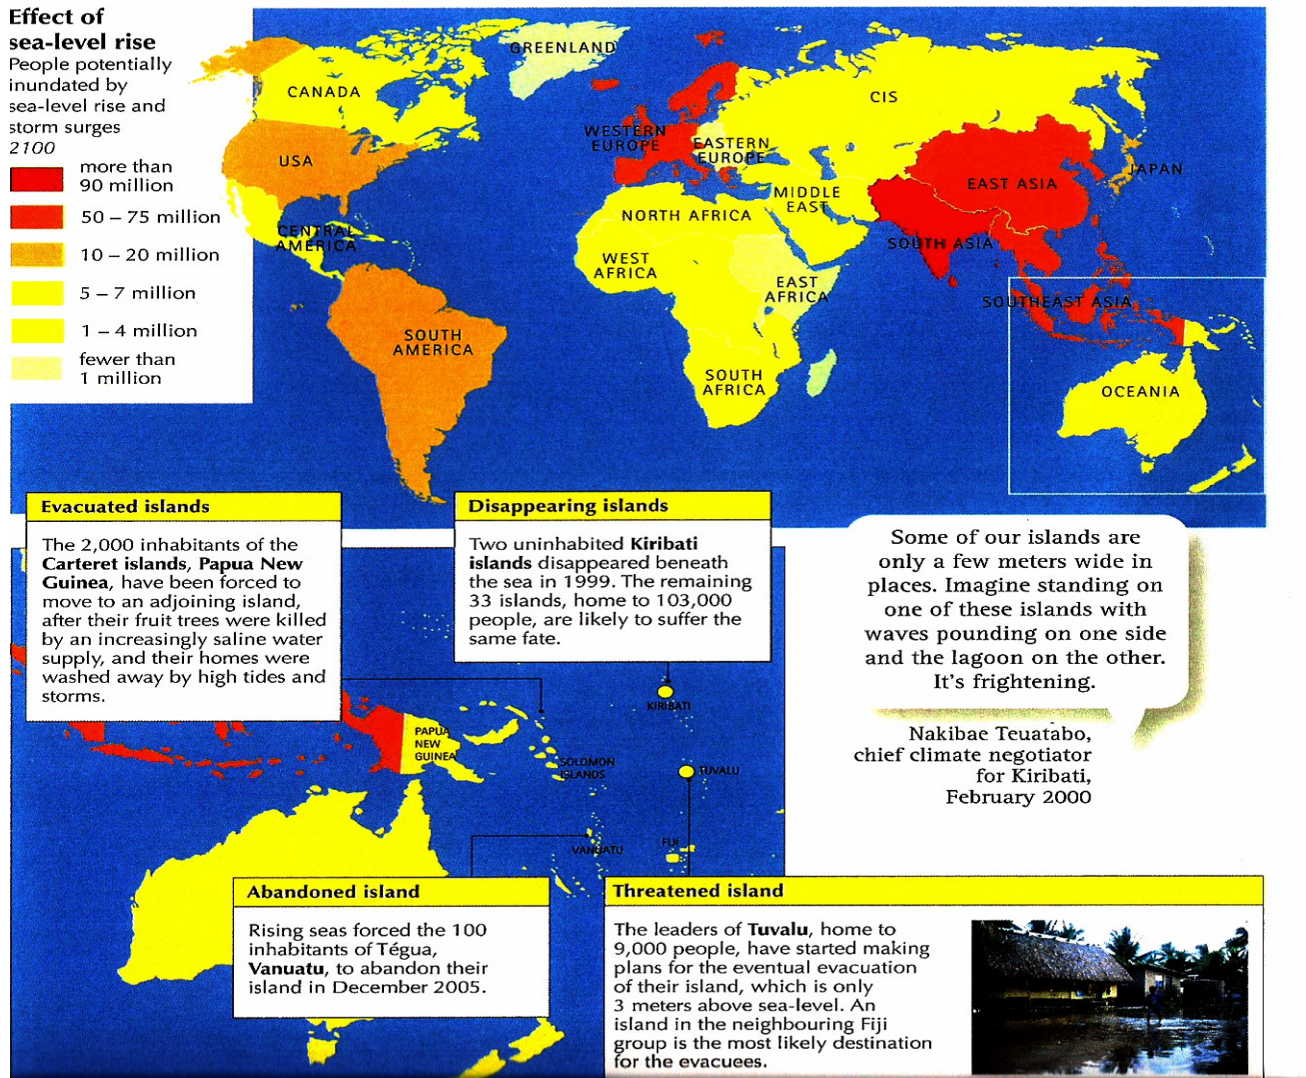 Effect of
sea-level rise
People potentially
inundated by
sea-level rise and
storm surges
2100
more than
90 million
50 – 75 million
10 – 20 million
5 – 7 million
1 – 4 million
fewer than
1 million
GREENLAND
CANADA
CIS
WESTERN
EUROPE
EASTERN
EUROPE
USA
JAPAN
EAST ASIA
MIDDLE
EAST
NORTH AFRICA
CENTRAL
AMERICA
SOUTH ASIA
WEST
AFRICA
EAST
AFRICA
SOUTHEAST ASIA
SOUTH
AMERICA
SOUTH
AFRICA
OCEANIA
Evacuated islands
The 2,000 inhabitants of the
Carteret islands, Papua New
Guinea, have been forced to
move to an adjoining island,
after their fruit trees were killed
by an increasingly saline water
supply, and their homes were
washed away by high tides and
storms.
Disappearing islands
Two uninhabited Kiribati
islands disappeared beneath
the sea in 1999. The remaining
33 islands, home to 103,000
people, are likely to suffer the
same fate.
Some of our islands are
only a few meters wide in
places. Imagine standing on
one of these islands with
waves pounding on one side
and the lagoon on the other.
It's frightening.
Nakibae Teuatabo,
chief climate negotiator
for Kiribati,
February 2000
KIRIBATI
PAPUA
NEW
GUINEA
SOLOMON
ISLANDS
TUVALU
VANUATU
FIJI
Abandoned island
Rising seas forced the 100
inhabitants of Tégua,
Vanuatu, to abandon their
island in December 2005.
Threatened island
The leaders of Tuvalu, home to
9,000 people, have started making
plans for the eventual evacuation
of their island, which is only
3 meters above sea-level. An
island in the neighbouring Fiji
group is the most likely destination
for the evacuees.